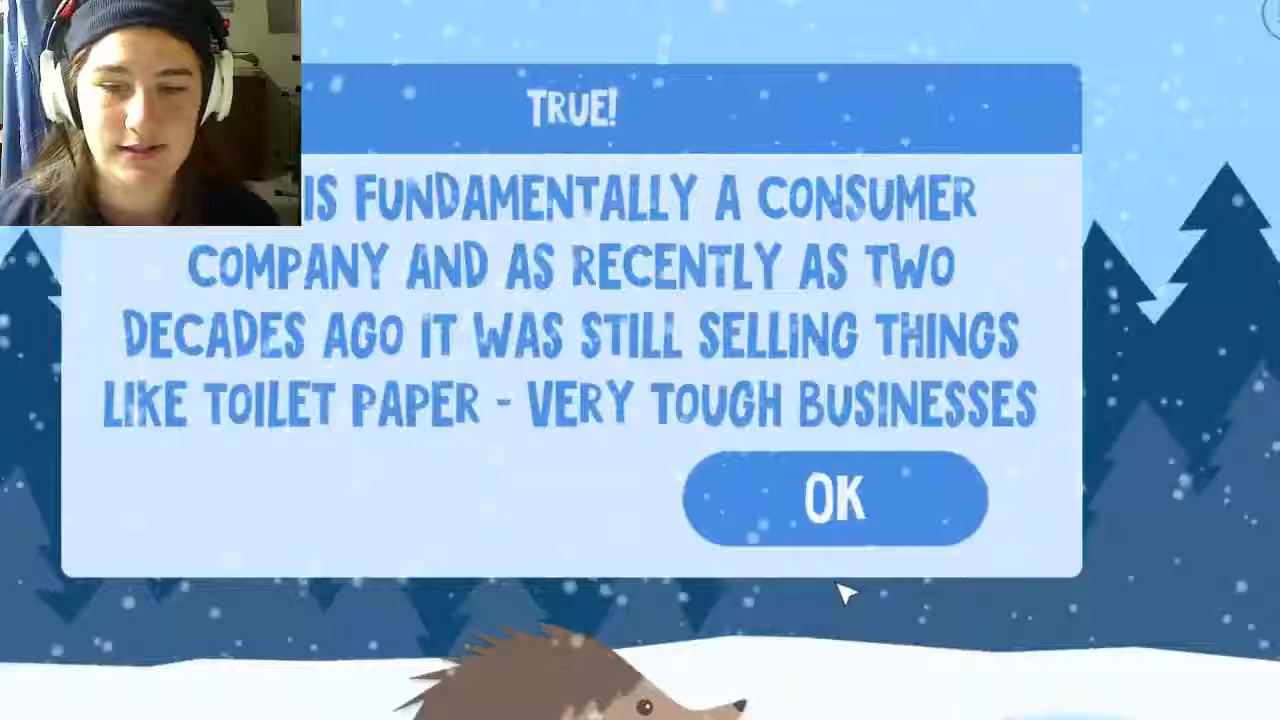 TRUE!
IS FUNDAMENTALLY A CONSUMER
COMPANY AND AS RECENTLY AS TWO
DECADES AGO IT WAS STILL SELLING THINGS
LIKE TOILET PAPER - VERY TOUGH BUSINESSES
OK